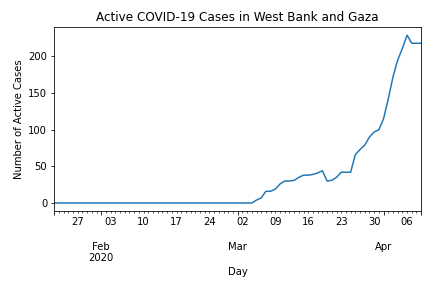 Active COVID-19 Cases in West Bank and Gaza
Number of Active Cases
200
150
100
50
0
27 03 10 17 24 02 09 16 23 30 06
Feb Mar Apr
2020
Day